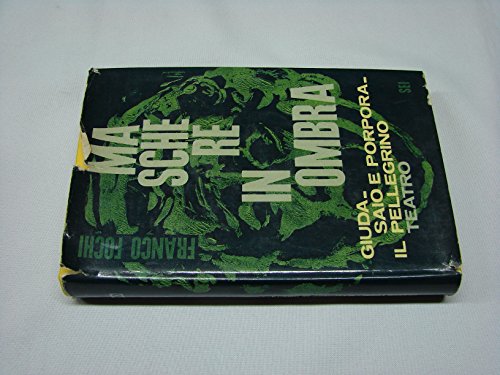 MA
SCHE
RE
IN
OMBRA
FRANCO FOCHI
GIUDA-
SAIO E PORPORA-
IL PELLEGRINO
TEATRO
SEI